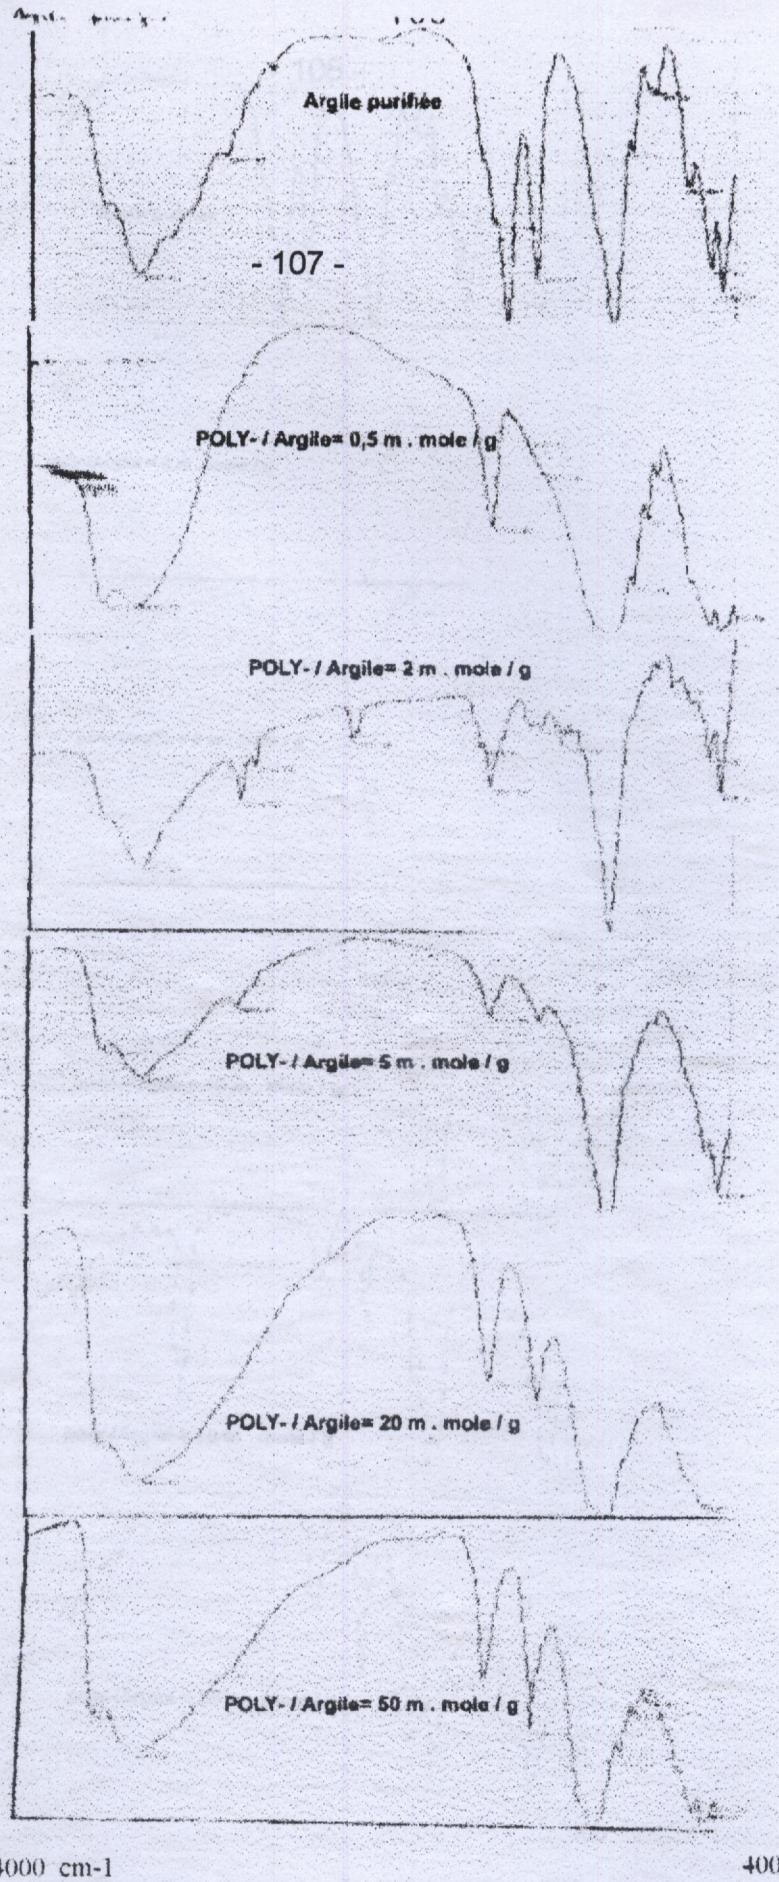 Argile purifiée
- 107 -
POLY- / Argile= 0,5 m . mole / g
POLY- / Argile= 2 m . mole / g
POLY- / Argile= 5 m . mole / g
POLY- / Argile= 20 m . mole / g
POLY- / Argile= 50 m . mole / g
4000 cm-1 400